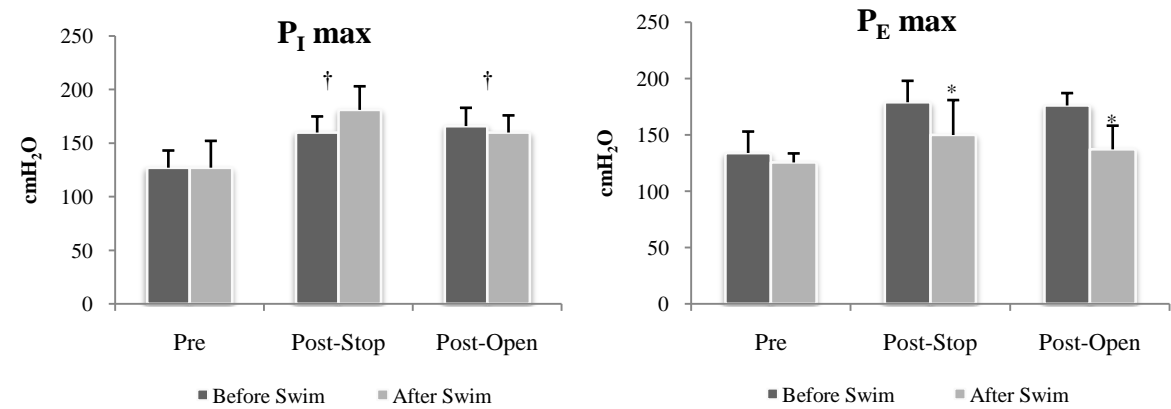 P_I max
250
200
150
100
50
0
cmH₂O
† †
Pre Post-Stop Post-Open
Before Swim After Swim
P_E max
250
200
150
100
50
0
cmH₂O
* *
Pre Post-Stop Post-Open
Before Swim After Swim